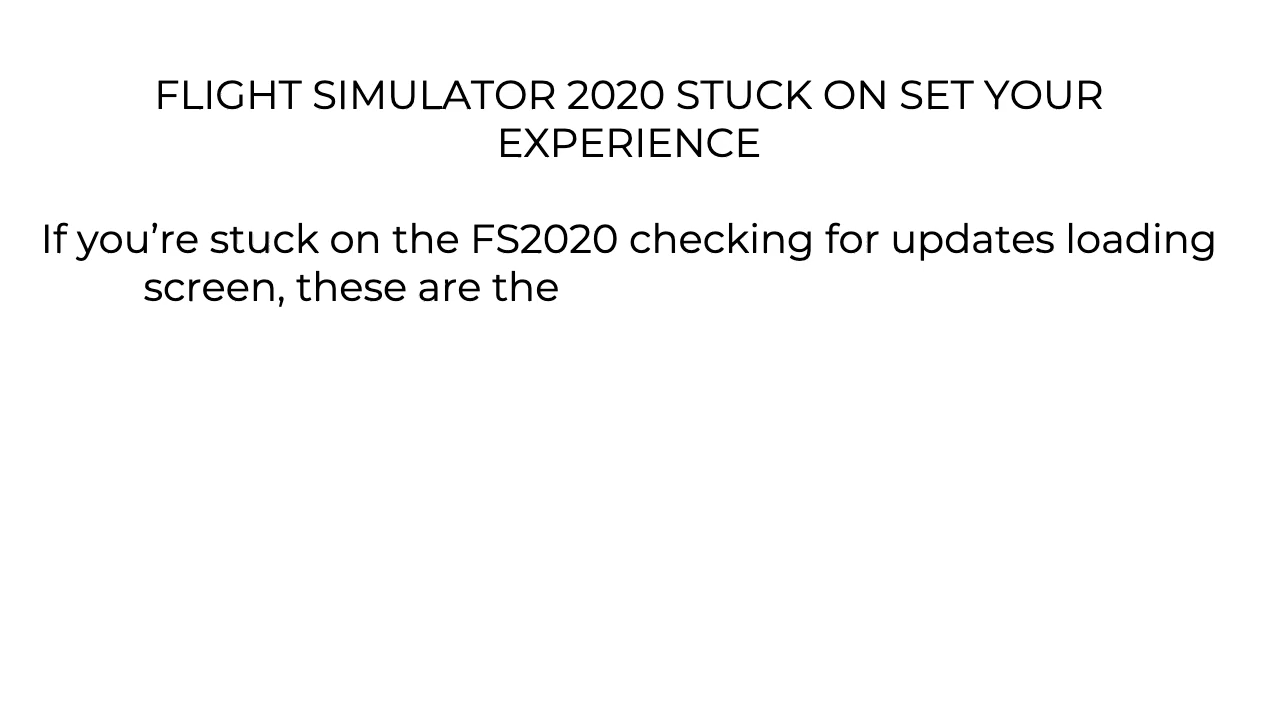 FLIGHT SIMULATOR 2020 STUCK ON SET YOUR
EXPERIENCE
If you’re stuck on the FS2020 checking for updates loading
screen, these are the